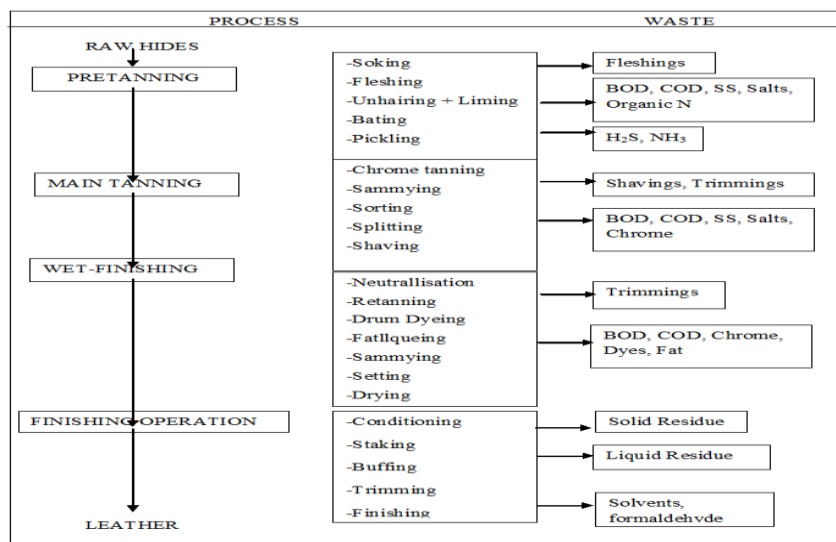 PROCESS WASTE
RAW HIDES
PRETANNING
-Soking
-Fleshing
-Unhairing + Liming
-Bating
-Pickling
Fleshings
BOD, COD, SS, Salts,
Organic N
H₂S, NH₃
MAIN TANNING
-Chrome tanning
-Sammying
-Sorting
-Splitting
-Shaving
Shavings, Trimmings
BOD, COD, SS, Salts,
Chrome
WET-FINISHING
-Neutrallisation
-Retanning
-Drum Dyeing
-Fatllqueing
-Sammying
-Setting
-Drying
Trimmings
BOD, COD, Chrome,
Dyes, Fat
FINISHING OPERATION
-Conditioning
-Staking
-Buffing
-Trimming
-Finishing
Solid Residue
Liquid Residue
Solvents,
formaldehyde
LEATHER